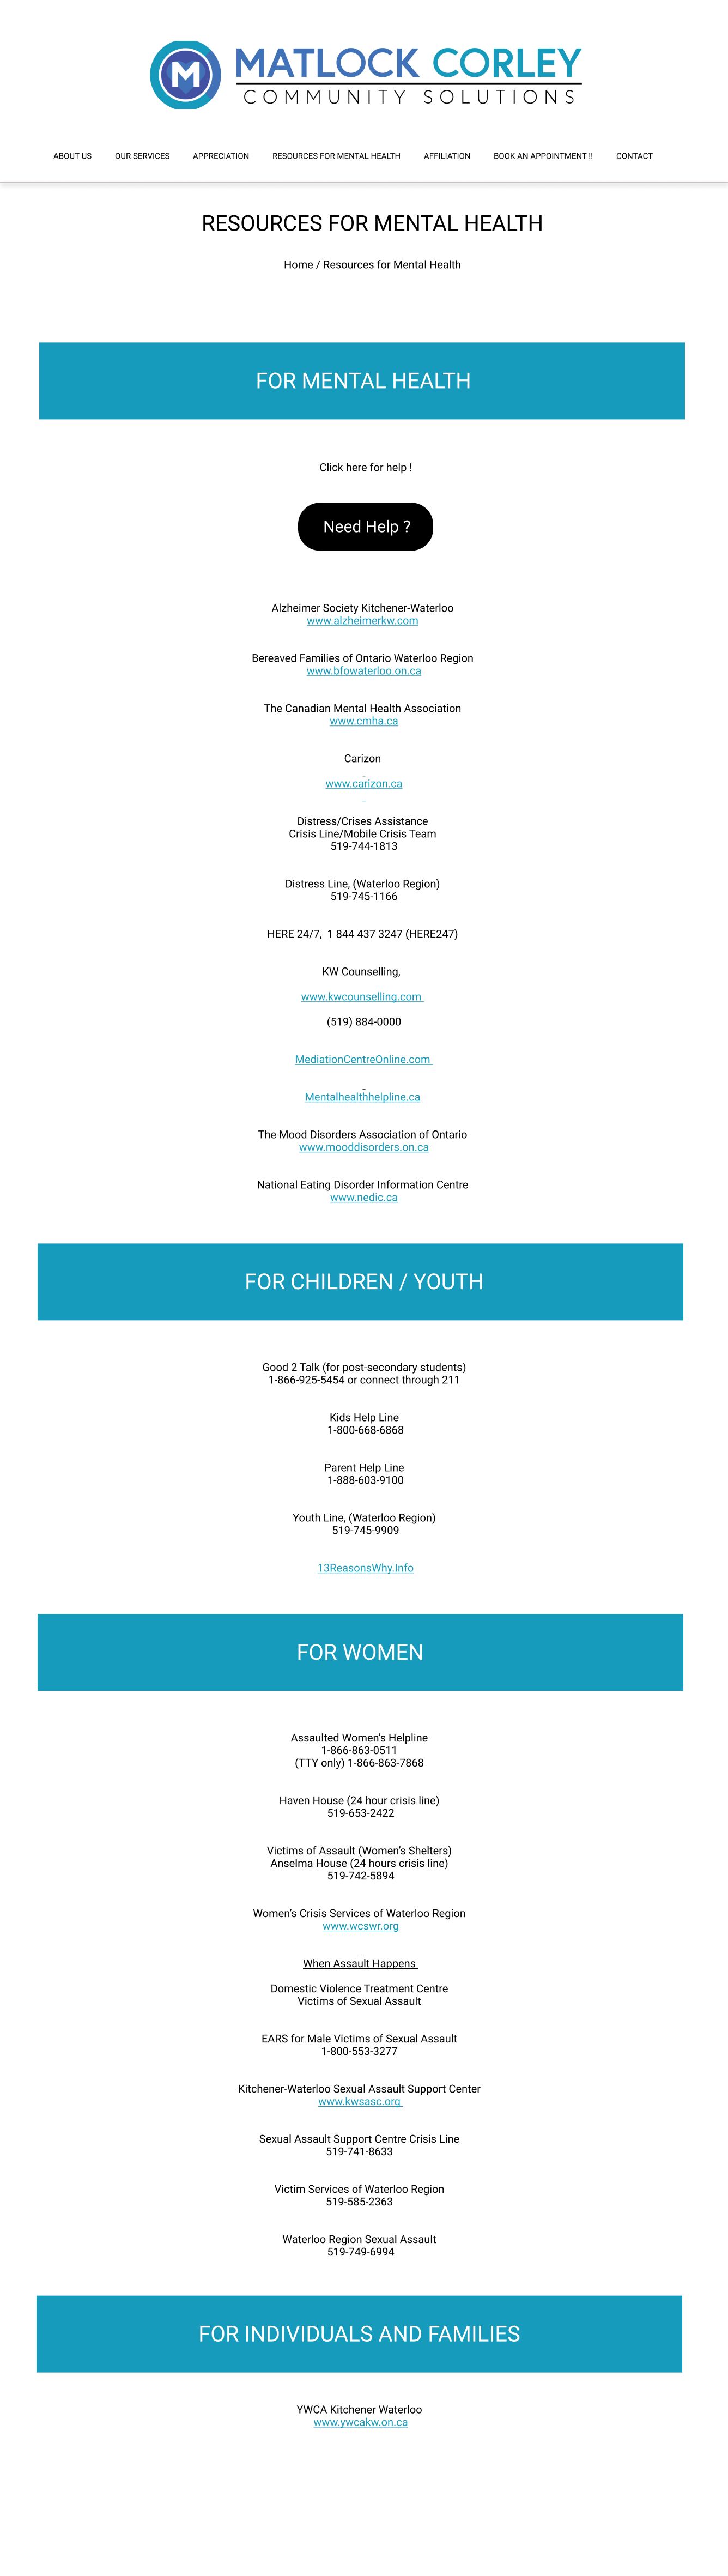 M
MATLOCK CORLEY
COMMUNITY SOLUTIONS
ABOUT US OUR SERVICES APPRECIATION RESOURCES FOR MENTAL HEALTH AFFILIATION BOOK AN APPOINTMENT !! CONTACT
RESOURCES FOR MENTAL HEALTH
Home / Resources for Mental Health
FOR MENTAL HEALTH
Click here for help !
Need Help ?
Alzheimer Society Kitchener-Waterloo
www.alzheimerkw.com
Bereaved Families of Ontario Waterloo Region
www.bfowaterloo.on.ca
The Canadian Mental Health Association
www.cmha.ca
Carizon
www.carizon.ca
Distress/Crises Assistance
Crisis Line/Mobile Crisis Team
519-744-1813
Distress Line, (Waterloo Region)
519-745-1166
HERE 24/7,  1 844 437 3247 (HERE247)
KW Counselling,
www.kwcounselling.com
(519) 884-0000
MediationCentreOnline.com
Mentalhealthhelpline.ca
The Mood Disorders Association of Ontario
www.mooddisorders.on.ca
National Eating Disorder Information Centre
www.nedic.ca
FOR CHILDREN / YOUTH
Good 2 Talk (for post-secondary students)
1-866-925-5454 or connect through 211
Kids Help Line
1-800-668-6868
Parent Help Line
1-888-603-9100
Youth Line, (Waterloo Region)
519-745-9909
13ReasonsWhy.Info
FOR WOMEN
Assaulted Women's Helpline
1-866-863-0511
(TTY only) 1-866-863-7868
Haven House (24 hour crisis line)
519-653-2422
Victims of Assault (Women's Shelters)
Anselma House (24 hours crisis line)
519-742-5894
Women's Crisis Services of Waterloo Region
www.wcswr.org
When Assault Happens
Domestic Violence Treatment Centre
Victims of Sexual Assault
EARS for Male Victims of Sexual Assault
1-800-553-3277
Kitchener-Waterloo Sexual Assault Support Center
www.kwsasc.org
Sexual Assault Support Centre Crisis Line
519-741-8633
Victim Services of Waterloo Region
519-585-2363
Waterloo Region Sexual Assault
519-749-6994
FOR INDIVIDUALS AND FAMILIES
YWCA Kitchener Waterloo
www.ywcakw.on.ca